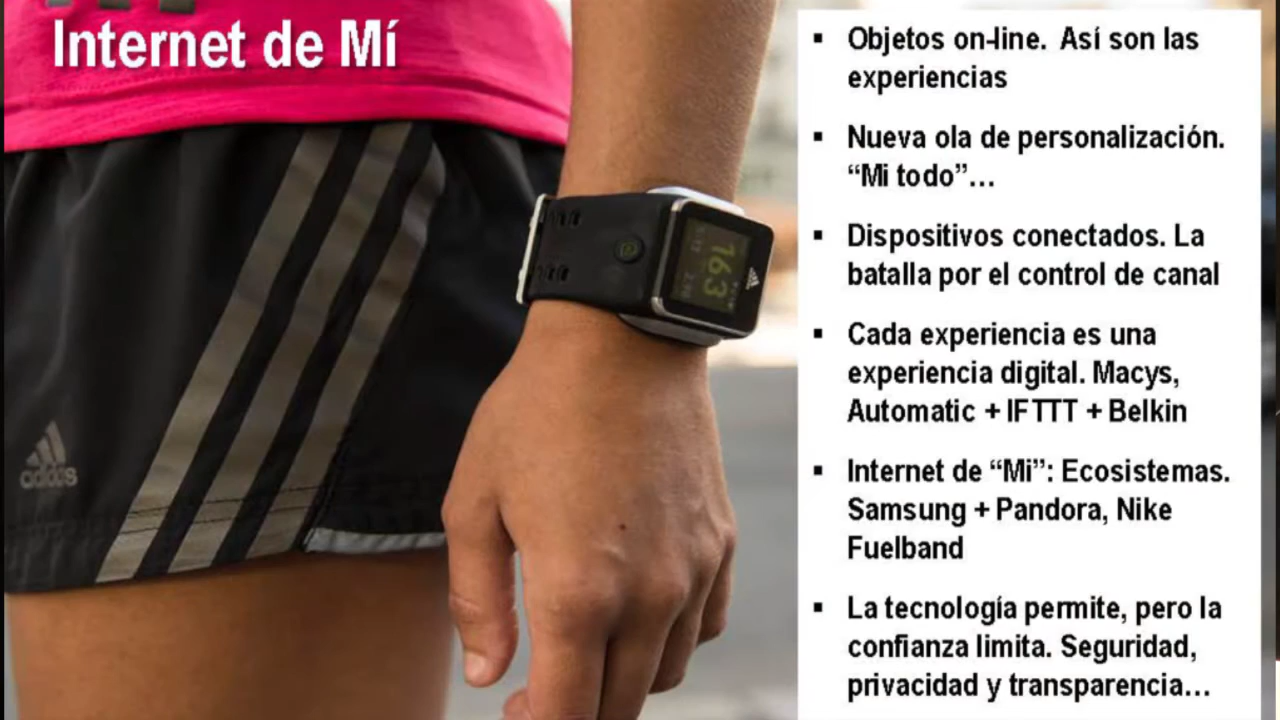 Internet de Mí
▪ Objetos on-line. Así son las
experiencias
▪ Nueva ola de personalización.
“Mi todo”...
▪ Dispositivos conectados. La
batalla por el control de canal
▪ Cada experiencia es una
experiencia digital. Macys,
Automatic + IFTTT + Belkin
▪ Internet de “Mi”: Ecosistemas.
Samsung + Pandora, Nike
Fuelband
▪ La tecnología permite, pero la
confianza limita. Seguridad,
privacidad y transparencia...
adidas
163